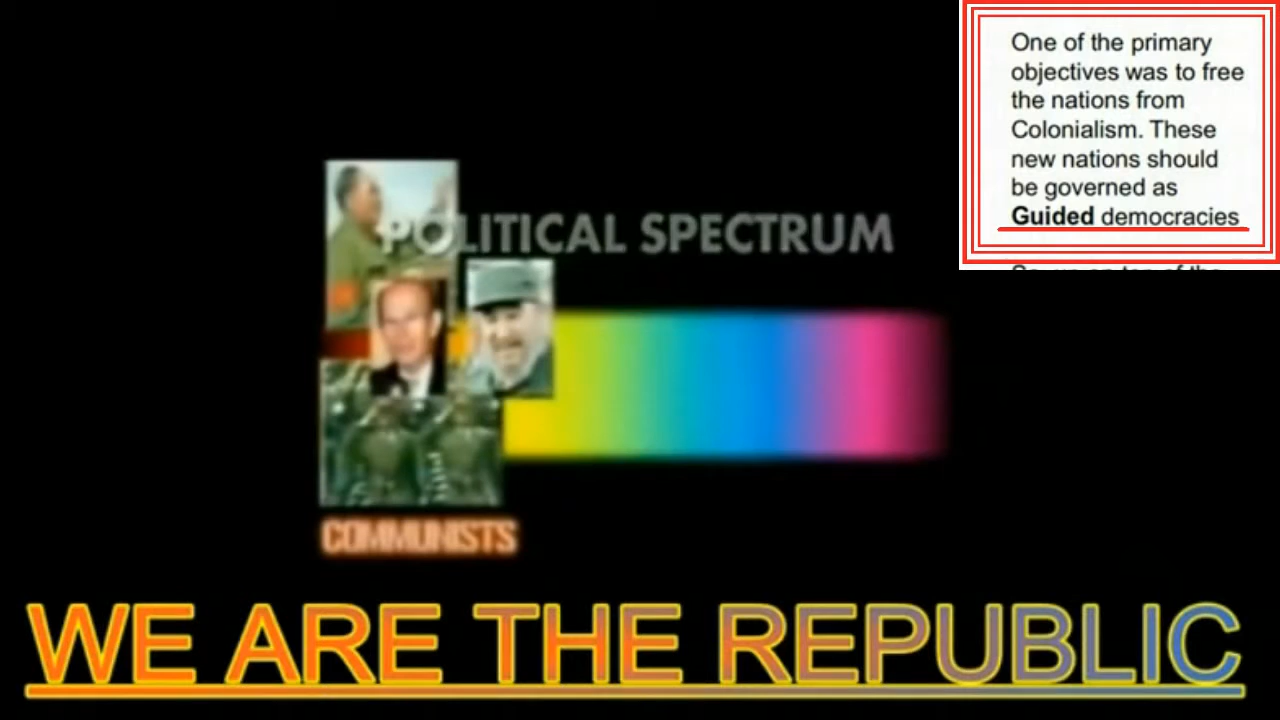 One of the primary
objectives was to free
the nations from
Colonialism. These
new nations should
be governed as
Guided democracies
POLITICAL SPECTRUM
COMMUNISTS
WE ARE THE REPUBLIC